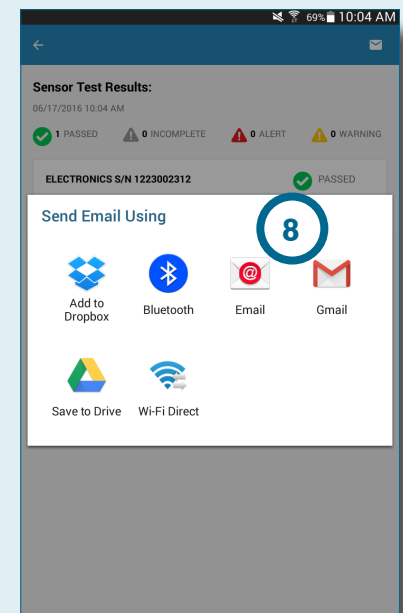 69% 10:04 AM
Sensor Test Results:
06/17/2016 10:04 AM
1 PASSED 0 INCOMPLETE 0 ALERT 0 WARNING
ELECTRONICS S/N 1223002312 PASSED
Send Email Using
8
Add to
Dropbox
Bluetooth
Email
Gmail
Save to Drive
Wi-Fi Direct